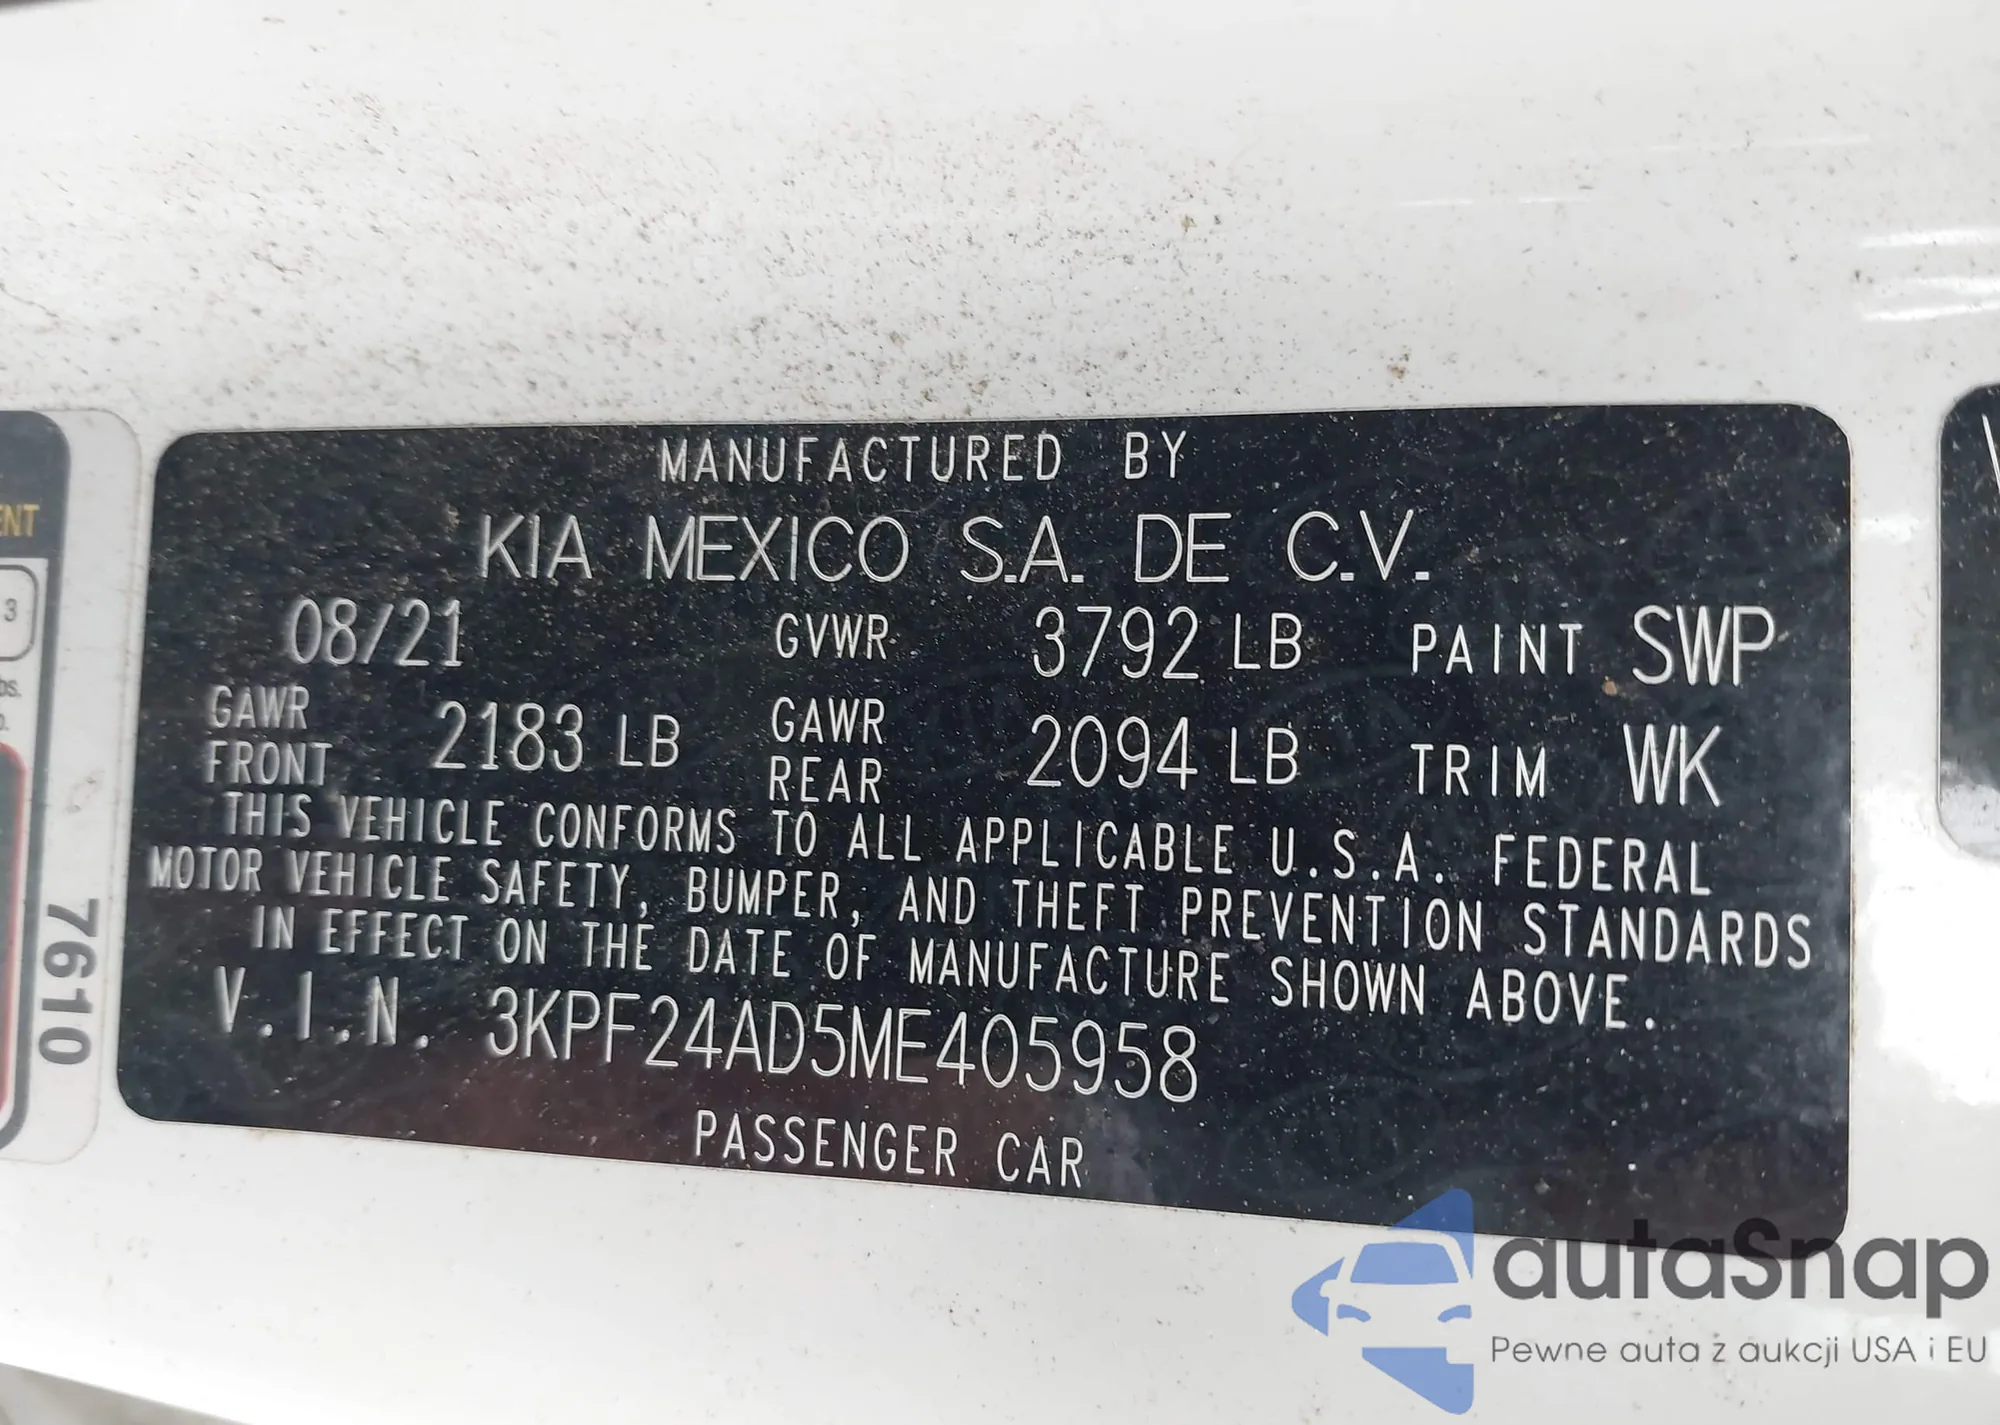 MANUFACTURED BY
KIA MEXICO S.A. DE C.V.
08/21 GVWR 3792 LB PAINT SWP
GAWR FRONT 2183 LB GAWR REAR 2094 LB TRIM WK
THIS VEHICLE CONFORMS TO ALL APPLICABLE U.S.A. FEDERAL
MOTOR VEHICLE SAFETY, BUMPER, AND THEFT PREVENTION STANDARDS
IN EFFECT ON THE DATE OF MANUFACTURE SHOWN ABOVE.
V.I.N. 3KPF24AD5ME405958
PASSENGER CAR
3
7610
autaSnap
Pewne auta z aukcji USA i EU